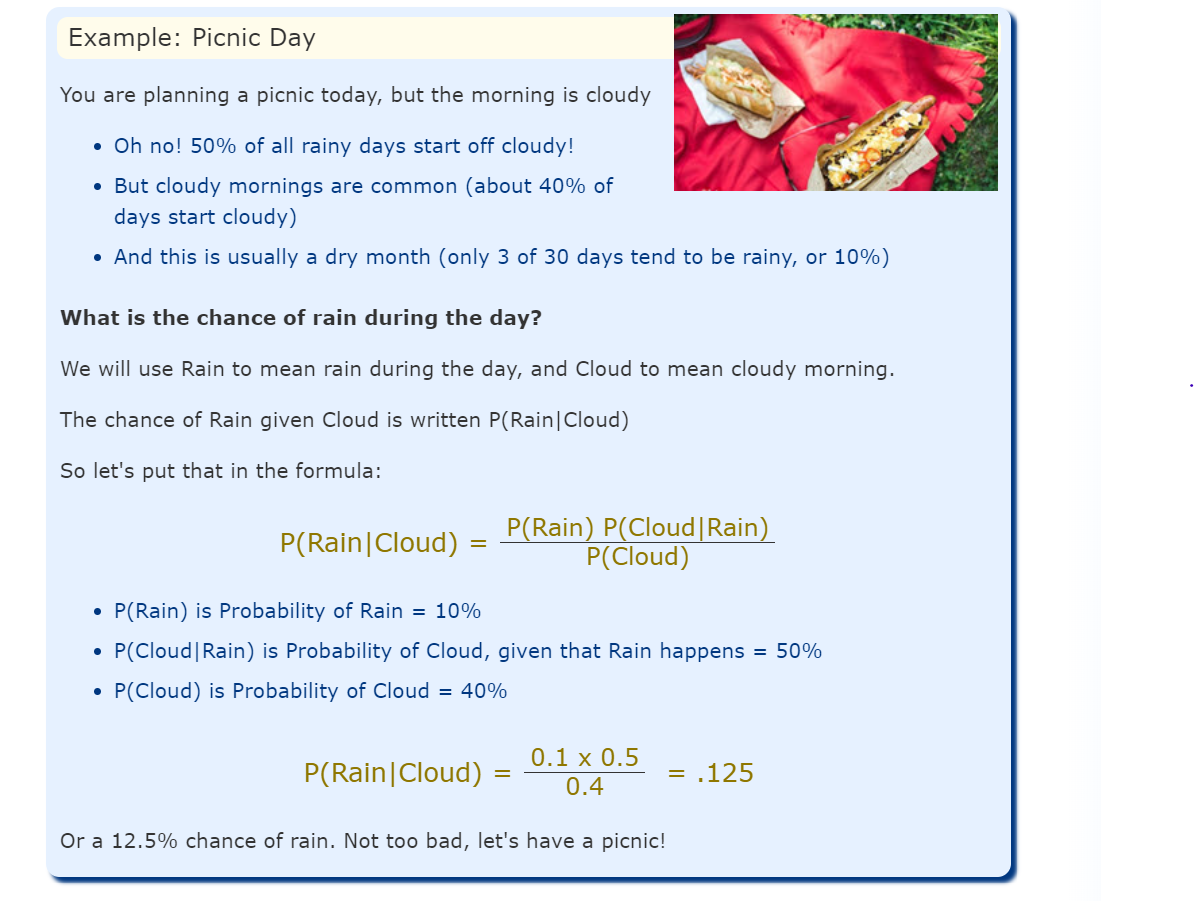 Example: Picnic Day
You are planning a picnic today, but the morning is cloudy
• Oh no! 50% of all rainy days start off cloudy!
• But cloudy mornings are common (about 40% of
days start cloudy)
• And this is usually a dry month (only 3 of 30 days tend to be rainy, or 10%)
What is the chance of rain during the day?
We will use Rain to mean rain during the day, and Cloud to mean cloudy morning.
The chance of Rain given Cloud is written P(Rain|Cloud)
So let's put that in the formula:
P(Rain|Cloud) = P(Rain) P(Cloud|Rain)
P(Cloud)
• P(Rain) is Probability of Rain = 10%
• P(Cloud|Rain) is Probability of Cloud, given that Rain happens = 50%
• P(Cloud) is Probability of Cloud = 40%
P(Rain|Cloud) = 0.1 x 0.5 = .125
0.4
Or a 12.5% chance of rain. Not too bad, let's have a picnic!